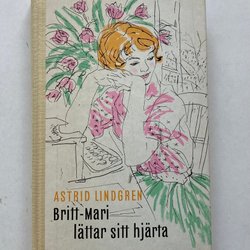 ASTRID LINDGREN
Britt-Mari
lättar sitt hjärta